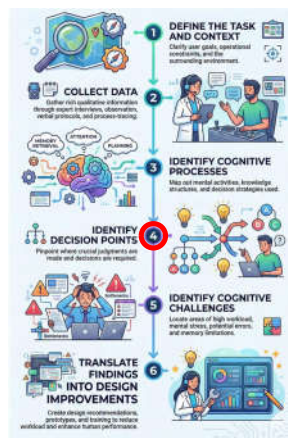 1
DEFINE THE TASK
AND CONTEXT
Clarify user goals, operational
constraints, and the
surrounding environment.
COLLECT DATA
Gather rich qualitative information
through expert interviews, observation,
verbal protocols, and process-tracing.
2
MEMORY
RETRIEVAL
ATTENTION
PLANNING
3
IDENTIFY COGNITIVE
PROCESSES
Map out mental activities, knowledge
structures, and decision strategies used.
IDENTIFY
DECISION POINTS
Pinpoint where crucial judgments are
made and decisions are required.
4
A
B
5
IDENTIFY COGNITIVE
CHALLENGES
Locate areas of high workload,
mental stress, potential errors,
and memory limitations.
TRANSLATE
FINDINGS
INTO DESIGN
IMPROVEMENTS
Create design recommendations,
prototypes, and training to reduce
workload and enhance human performance.
6